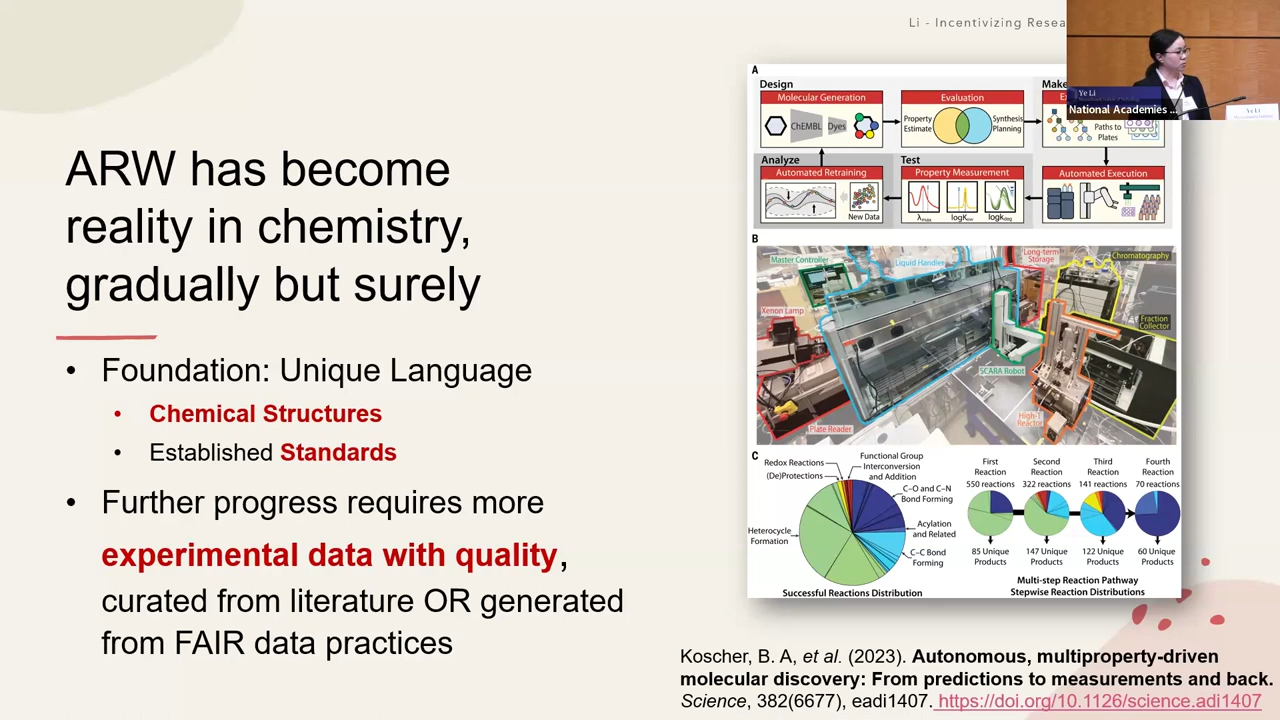 Li - Incentivizing Resea
Ye Li
National Academies ...
Ye Li
ARW has become
reality in chemistry,
gradually but surely
• Foundation: Unique Language
• Chemical Structures
• Established Standards
• Further progress requires more
experimental data with quality,
curated from literature OR generated
from FAIR data practices
A
Design
Make
Molecular Generation
Evaluation
ChEMBL
Dyes
Property
Estimate
Synthesis
Planning
Paths to
Plates
Analyze
Test
Automated Retraining
Property Measurement
Automated Execution
New Data
λmax
logKow
logkdeg
B
Master Controller
Liquid Handler
Long-term
Storage
Chromatography
Xenon Lamp
Fraction
Collector
SCARA Robot
High-T
Reactor
Plate Reader
C
Redox Reactions
(De)Protections
Functional Group
Interconversion
and Addition
C–O and C–N
Bond Forming
Heterocycle
Formation
Acylation
and Related
C–C Bond
Forming
Successful Reactions Distribution
First
Reaction
550 reactions
Second
Reaction
322 reactions
Third
Reaction
141 reactions
Fourth
Reaction
70 reactions
85 Unique
Products
147 Unique
Products
122 Unique
Products
60 Unique
Products
Multi-step Reaction Pathway
Stepwise Reaction Distributions
Koscher, B. A, et al. (2023). Autonomous, multiproperty-driven
molecular discovery: From predictions to measurements and back.
Science, 382(6677), eadi1407. https://doi.org/10.1126/science.adi1407